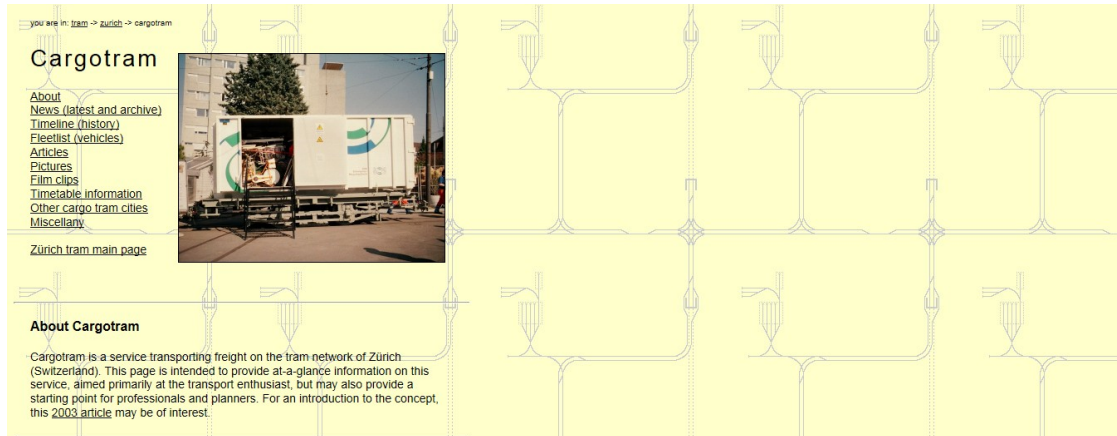 you are in: tram -> zurich -> cargotram
Cargotram
About
News (latest and archive)
Timeline (history)
Fleetlist (vehicles)
Articles
Pictures
Film clips
Timetable information
Other cargo tram cities
Miscellany
Zürich tram main page
About Cargotram
Cargotram is a service transporting freight on the tram network of Zürich
(Switzerland). This page is intended to provide at-a-glance information on this
service, aimed primarily at the transport enthusiast, but may also provide a
starting point for professionals and planners. For an introduction to the concept,
this 2003 article may be of interest.